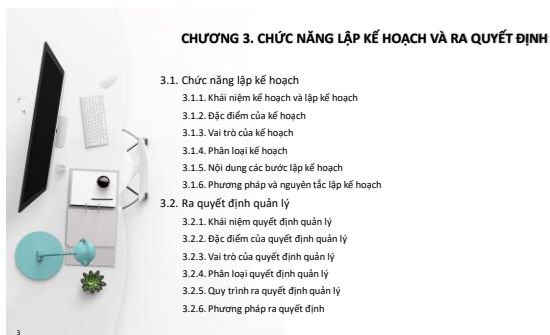 CHƯƠNG 3. CHỨC NĂNG LẬP KẾ HOẠCH VÀ RA QUYẾT ĐỊNH
3.1. Chức năng lập kế hoạch
3.1.1. Khái niệm kế hoạch và lập kế hoạch
3.1.2. Đặc điểm của kế hoạch
3.1.3. Vai trò của kế hoạch
3.1.4. Phân loại kế hoạch
3.1.5. Nội dung các bước lập kế hoạch
3.1.6. Phương pháp và nguyên tắc lập kế hoạch
3.2. Ra quyết định quản lý
3.2.1. Khái niệm quyết định quản lý
3.2.2. Đặc điểm của quyết định quản lý
3.2.3. Vai trò của quyết định quản lý
3.2.4. Phân loại quyết định quản lý
3.2.5. Quy trình ra quyết định quản lý
3.2.6. Phương pháp ra quyết định
3